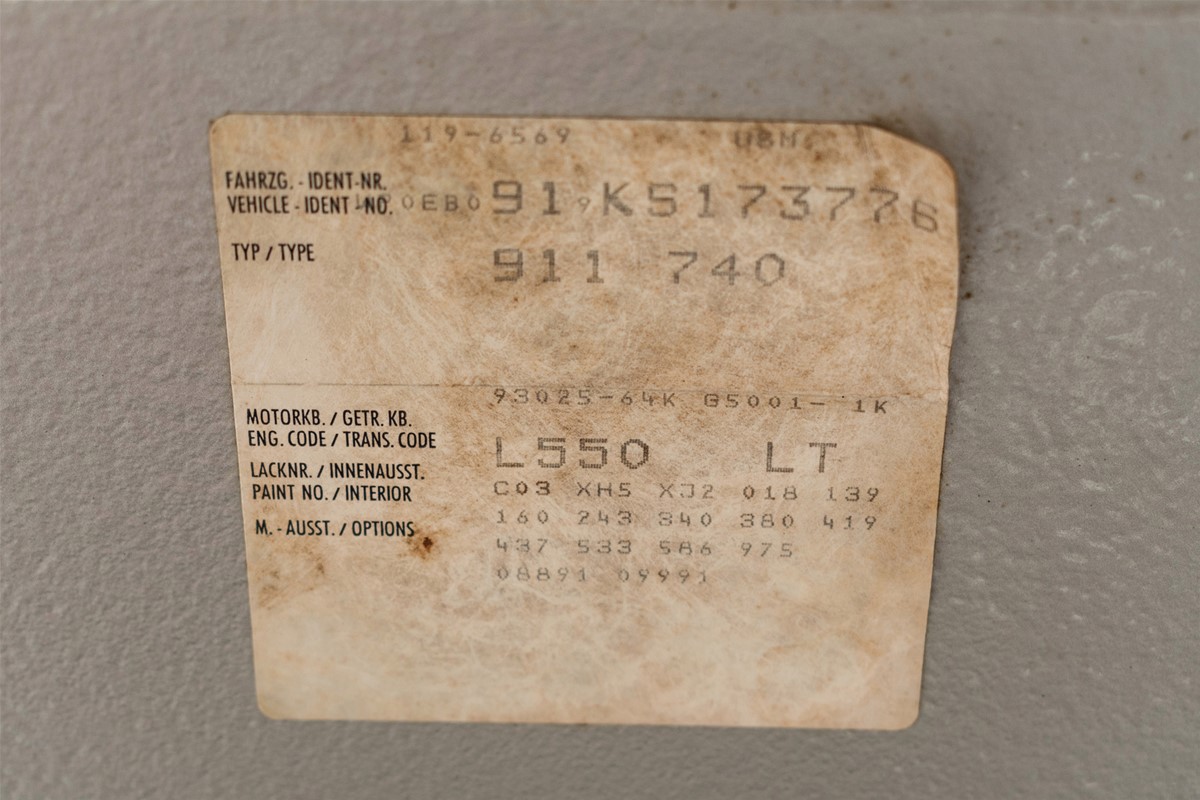 119-6569
FAHRZG. - IDENT-NR.
VEHICLE - IDENT -NO. 0EB0 91 9 KS173776
TYP / TYPE 911 740
93025-64K G5001- 1K
MOTORKB. / GETR. KB.
ENG. CODE / TRANS. CODE L550 LT
LACKNR. / INNENAUSST. C03 XH5 XJ2 018 139
PAINT NO. / INTERIOR 160 243 340 380 419
M. - AUSST. / OPTIONS 437 533 586 975
08891 09991